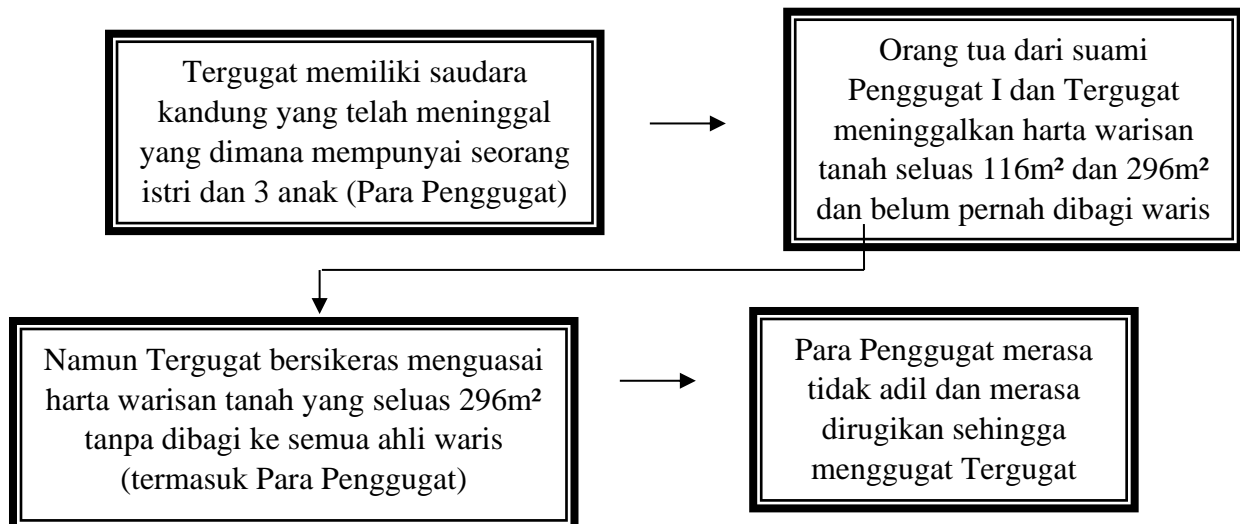 Tergugat memiliki saudara
kandung yang telah meninggal
yang dimana mempunyai seorang
istri dan 3 anak (Para Penggugat)
Orang tua dari suami
Penggugat I dan Tergugat
meninggalkan harta warisan
tanah seluas 116m² dan 296m²
dan belum pernah dibagi waris
Namun Tergugat bersikeras menguasai
harta warisan tanah yang seluas 296m²
tanpa dibagi ke semua ahli waris
(termasuk Para Penggugat)
Para Penggugat merasa
tidak adil dan merasa
dirugikan sehingga
menggugat Tergugat